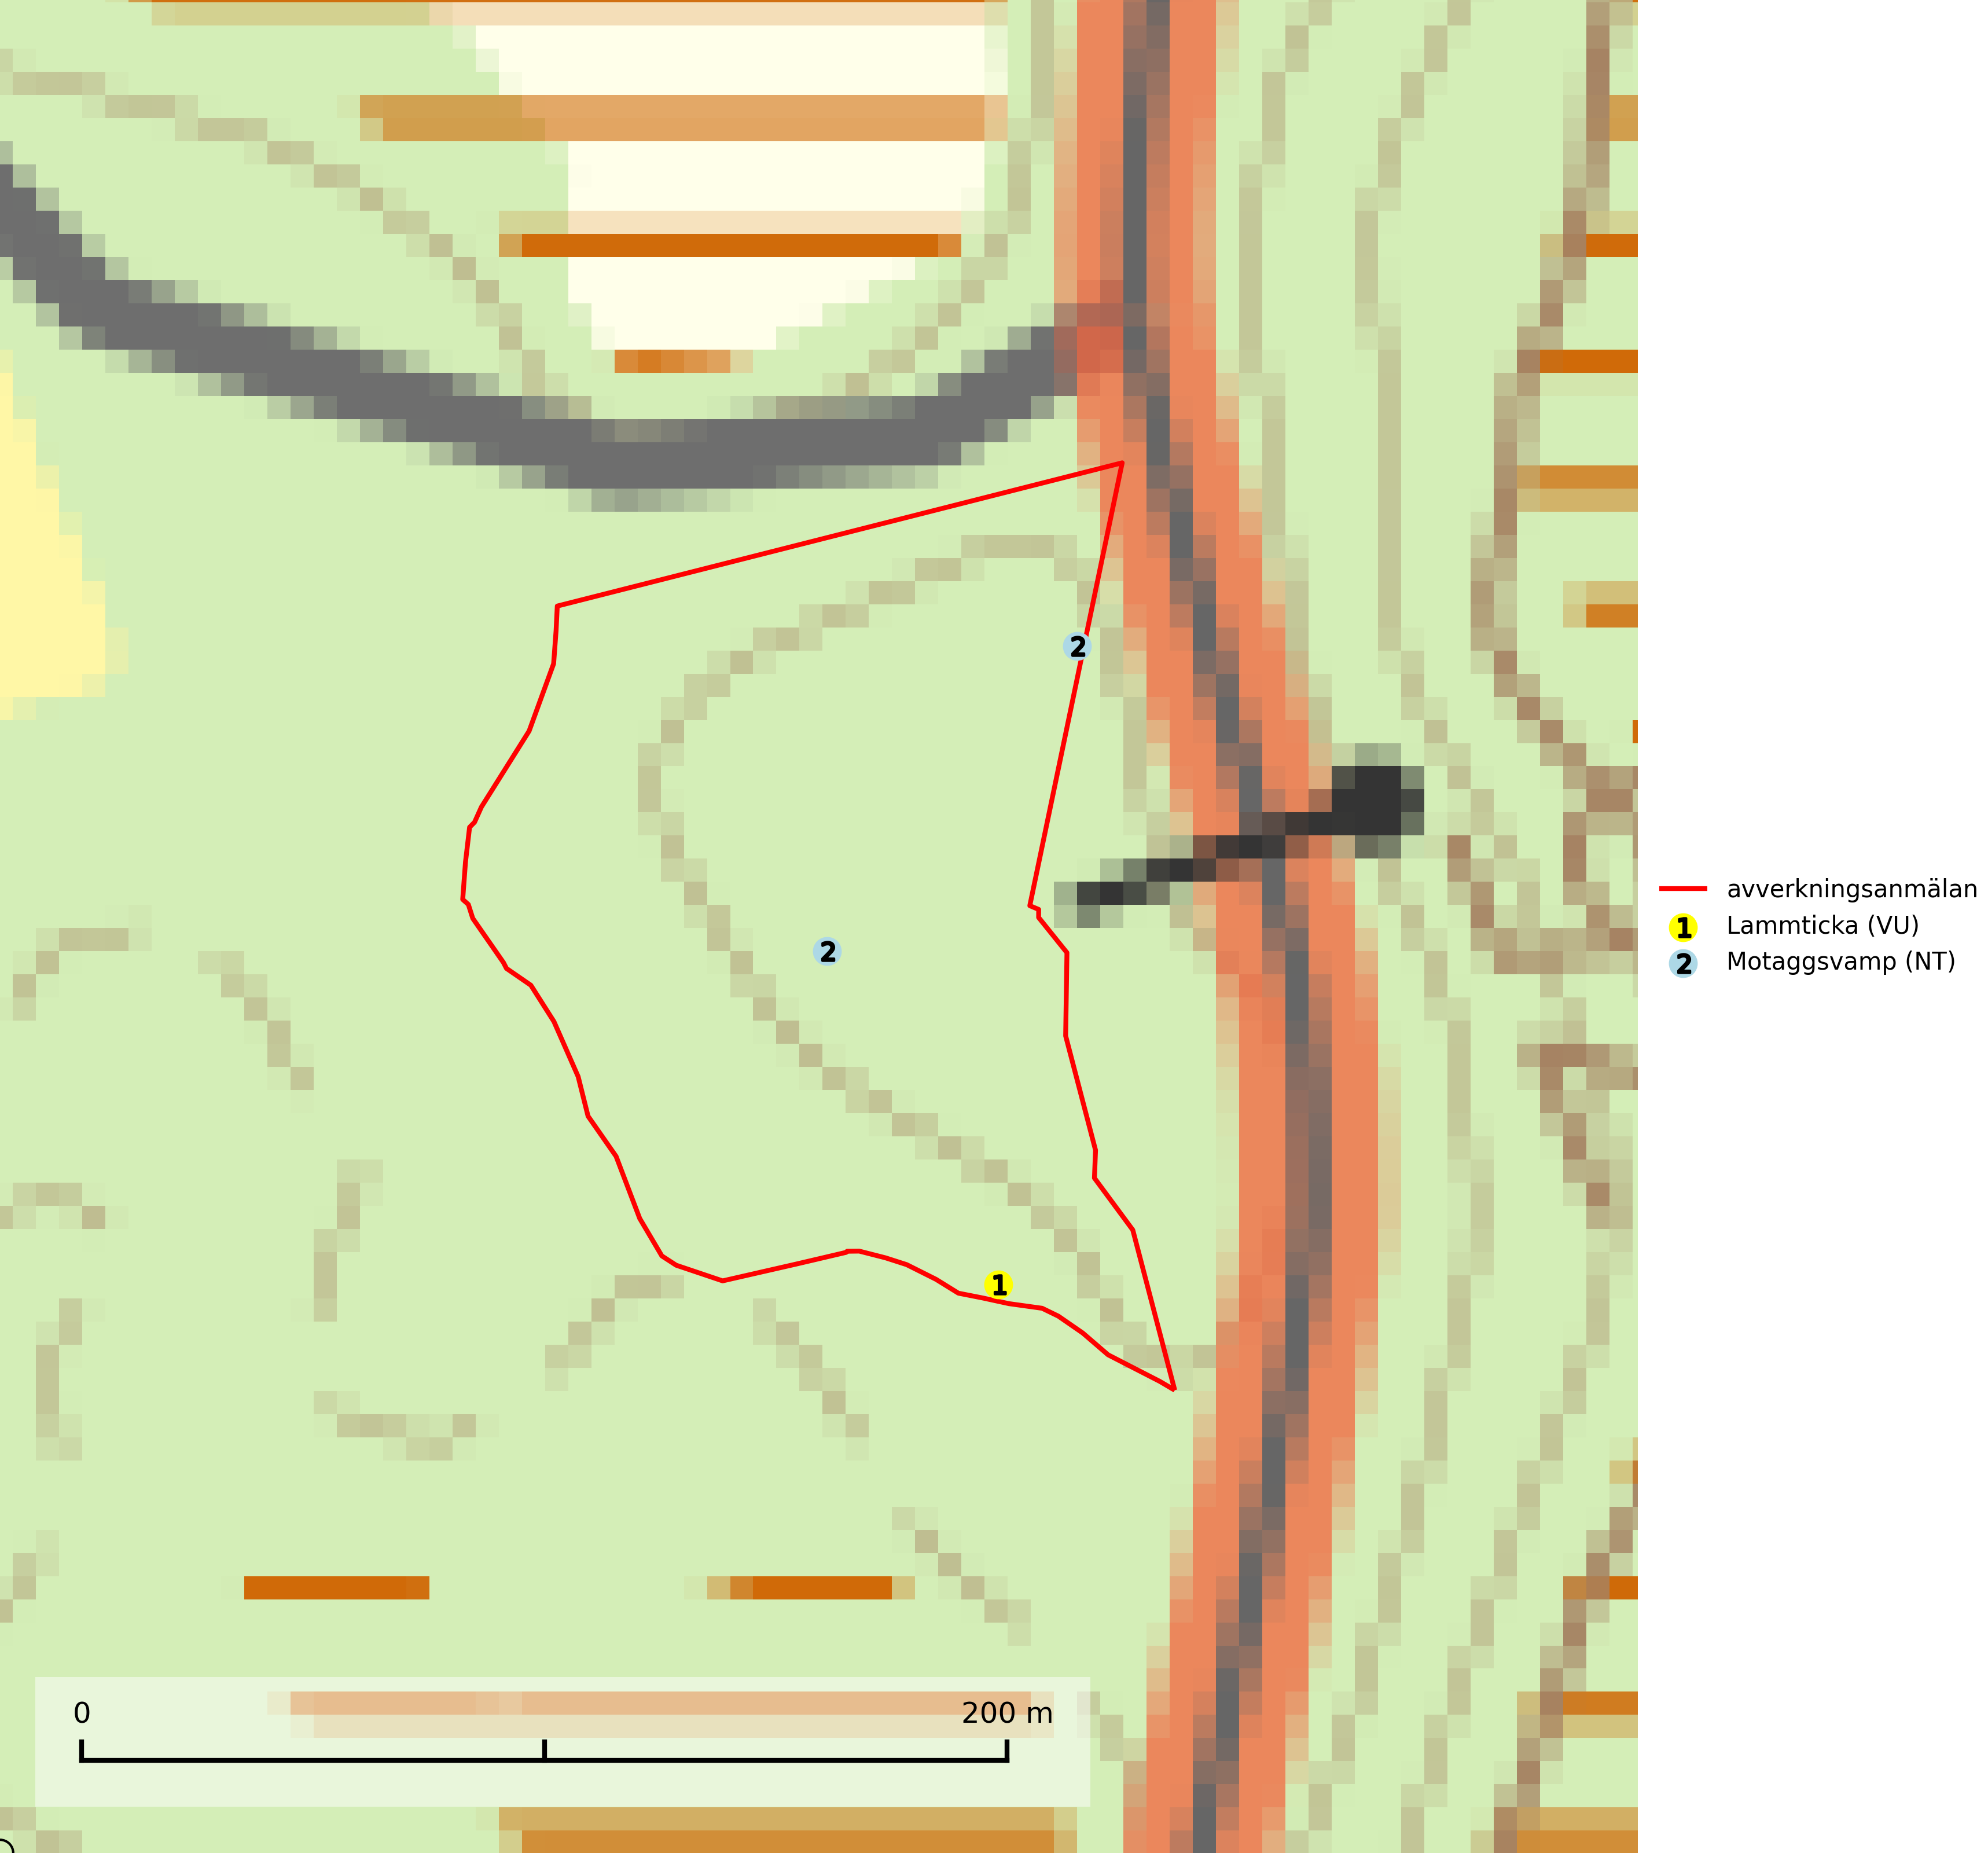 2
2
1
avverkningsanmälan
1 Lammticka (VU)
2 Motaggsvamp (NT)
0 200 m